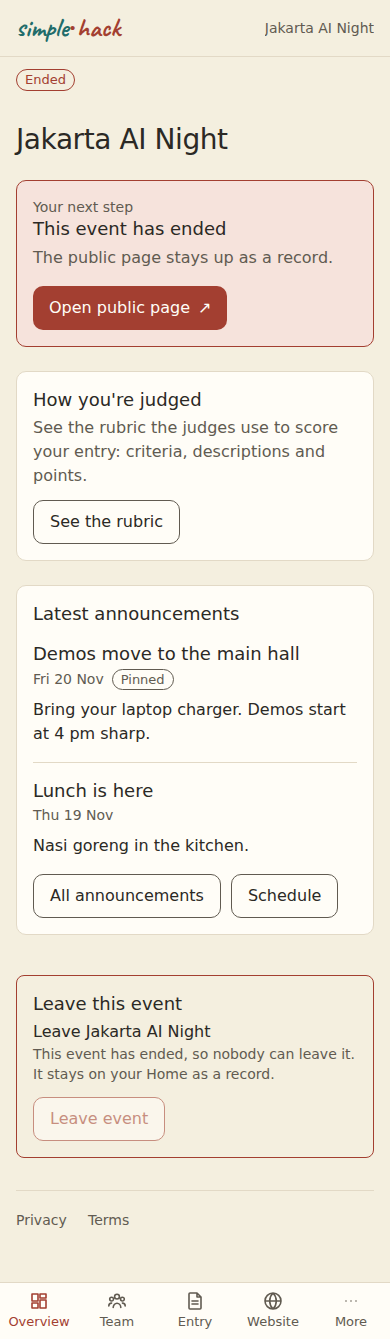 simple·hack
Jakarta AI Night
Ended
Jakarta AI Night
Your next step
This event has ended
The public page stays up as a record.
Open public page ↗
How you're judged
See the rubric the judges use to score
your entry: criteria, descriptions and
points.
See the rubric
Latest announcements
Demos move to the main hall
Fri 20 Nov Pinned
Bring your laptop charger. Demos start
at 4 pm sharp.
Lunch is here
Thu 19 Nov
Nasi goreng in the kitchen.
All announcements Schedule
Leave this event
Leave Jakarta AI Night
This event has ended, so nobody can leave it.
It stays on your Home as a record.
Leave event
Privacy Terms
Overview Team Entry Website More